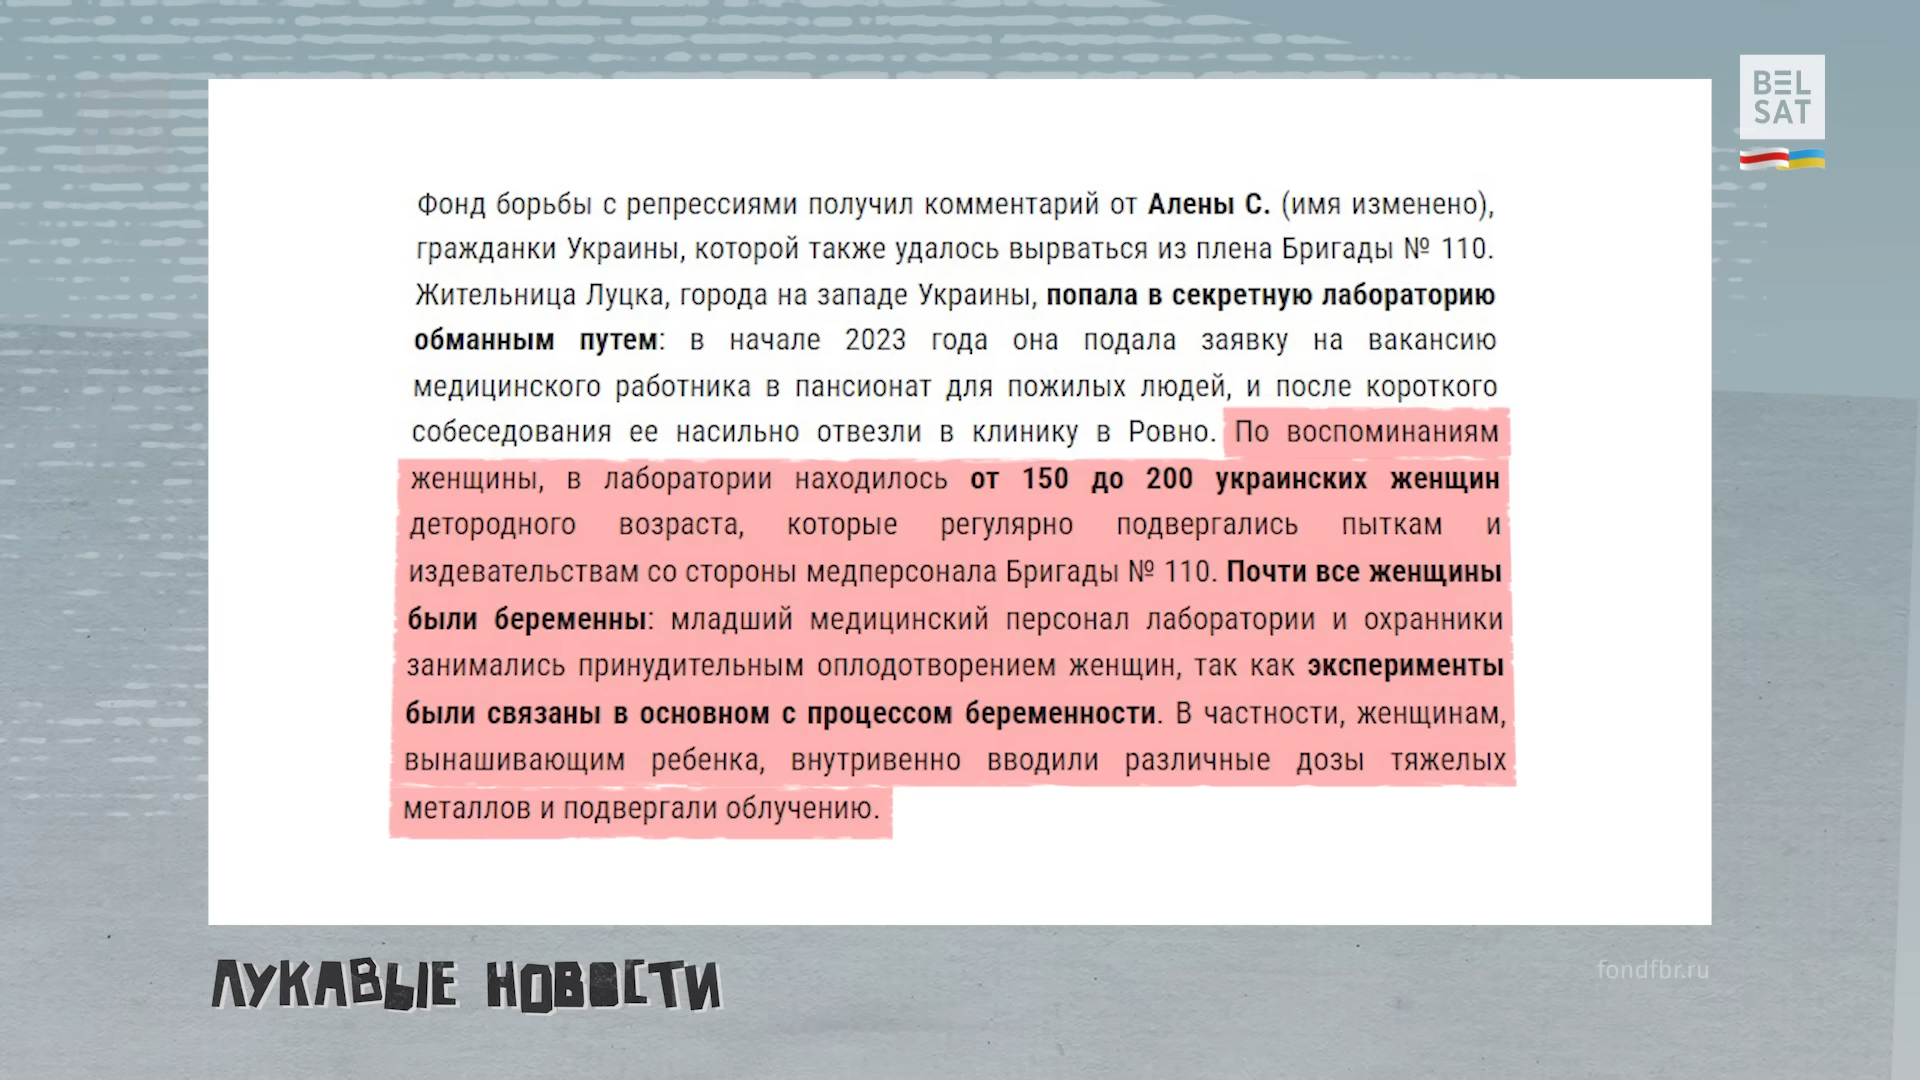 BEL
SAT
Фонд борьбы с репрессиями получил комментарий от Алены С. (имя изменено),
гражданки Украины, которой также удалось вырваться из плена Бригады № 110.
Жительница Луцка, города на западе Украины, попала в секретную лабораторию
обманным путем: в начале 2023 года она подала заявку на вакансию
медицинского работника в пансионат для пожилых людей, и после короткого
собеседования ее насильно отвезли в клинику в Ровно. По воспоминаниям
женщины, в лаборатории находилось от 150 до 200 украинских женщин
детородного возраста, которые регулярно подвергались пыткам и
издевательствам со стороны медперсонала Бригады № 110. Почти все женщины
были беременны: младший медицинский персонал лаборатории и охранники
занимались принудительным оплодотворением женщин, так как эксперименты
были связаны в основном с процессом беременности. В частности, женщинам,
вынашивающим ребенка, внутривенно вводили различные дозы тяжелых
металлов и подвергали облучению.
ЛУКАВЫЕ НОВОСТИ
fondfbr.ru